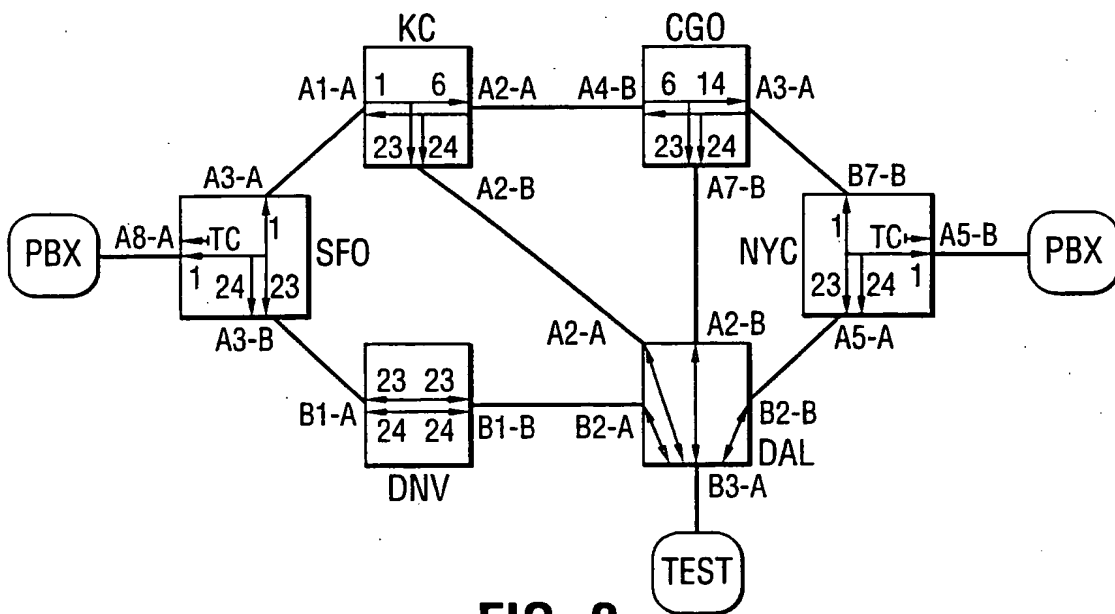 KC
CGO
A1-A
1
6
A2-A
A4-B
6
14
A3-A
23
24
23
24
A3-A
A2-B
A7-B
B7-B
PBX
A8-A
TC
1
SFO
NYC
1
TC
A5-B
PBX
1
24
23
23
24
1
A3-B
A2-A
A2-B
A5-A
B1-A
23
23
B1-B
B2-A
B2-B
24
24
DAL
DNV
B3-A
TEST